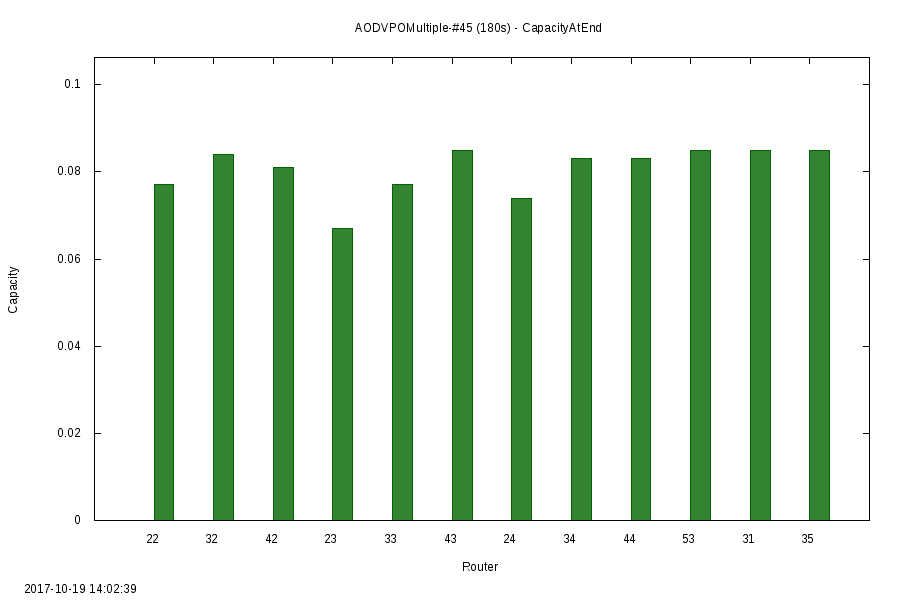 AODVPOMultiple-#45 (180s) - CapacityAtEnd
0.1
0.08
0.06
0.04
0.02
0
Capacity
22 32 42 23 33 43 24 34 44 53 31 35
Router
2017-10-19 14:02:39